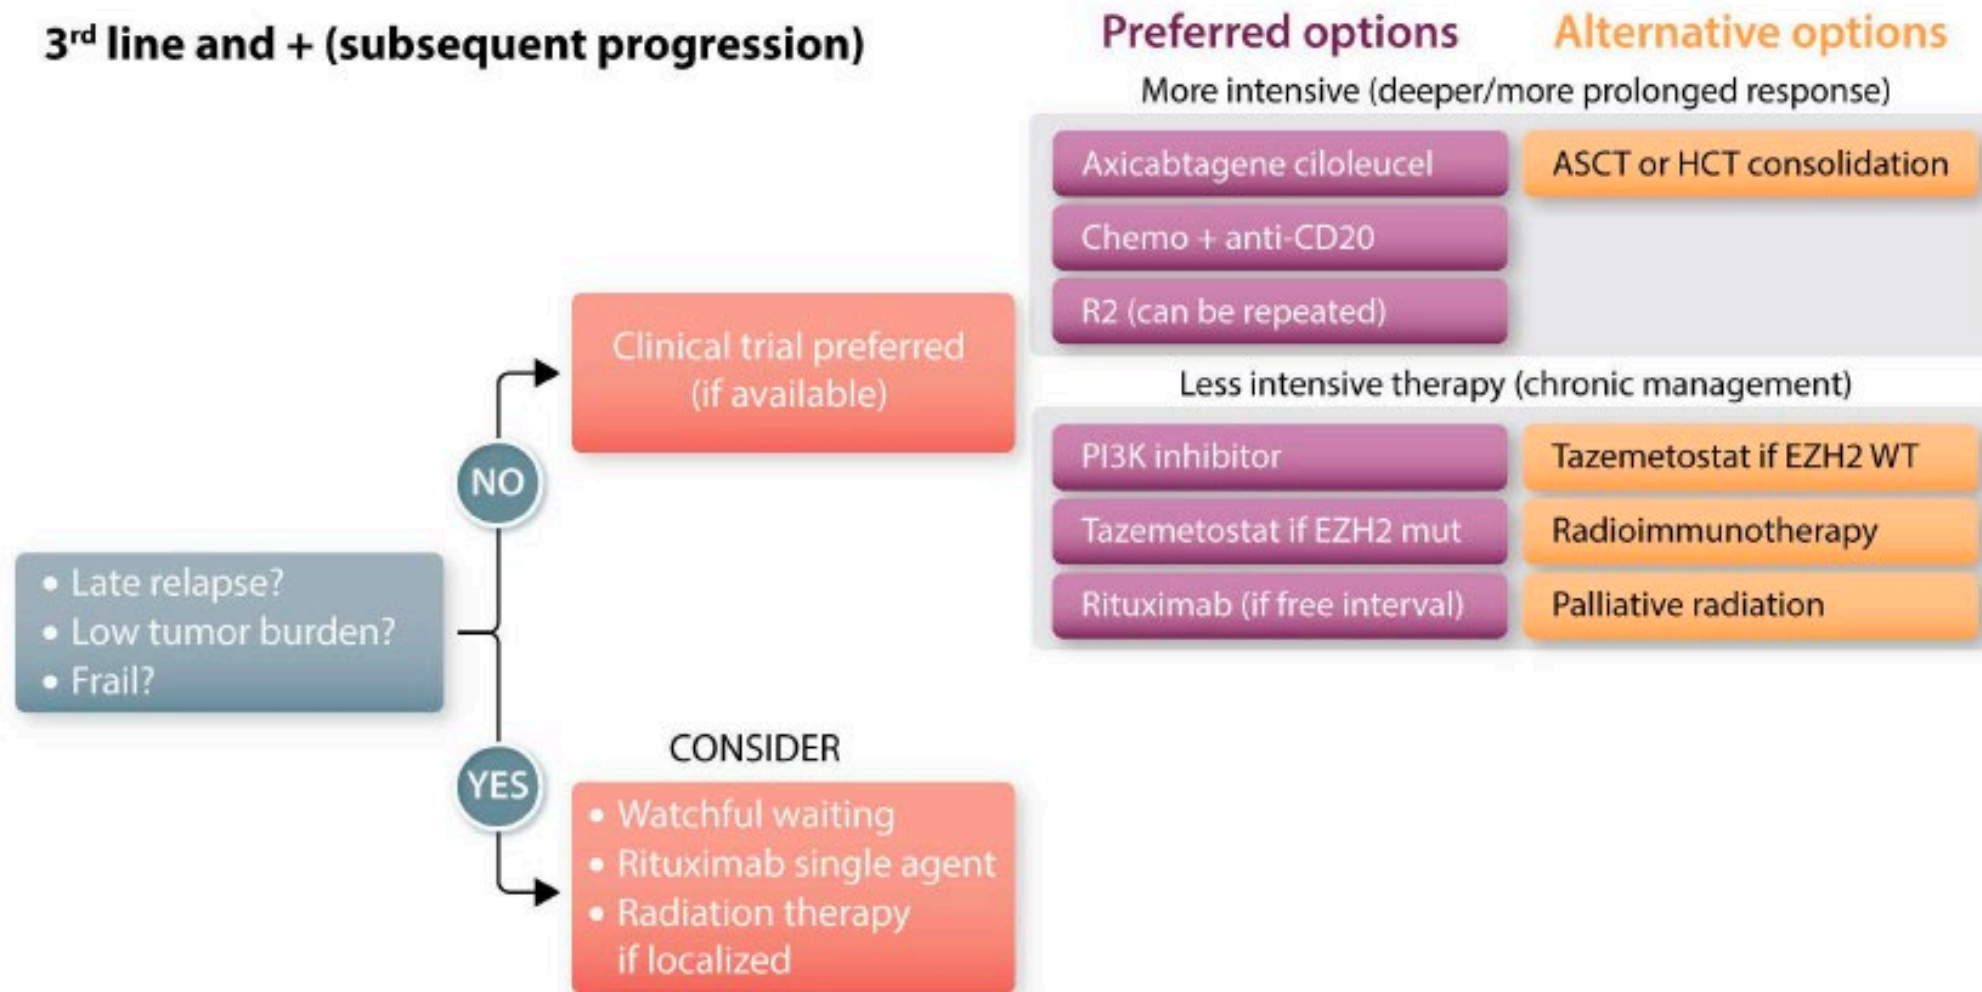 3rd line and + (subsequent progression)
Preferred options
Alternative options
More intensive (deeper/more prolonged response)
Axicabtagene ciloleucel
ASCT or HCT consolidation
Chemo + anti-CD20
R2 (can be repeated)
Clinical trial preferred
(if available)
Less intensive therapy (chronic management)
PI3K inhibitor
Tazemetostat if EZH2 WT
Tazemetostat if EZH2 mut
Radioimmunotherapy
Rituximab (if free interval)
Palliative radiation
NO
• Late relapse?
• Low tumor burden?
• Frail?
YES
CONSIDER
• Watchful waiting
• Rituximab single agent
• Radiation therapy
if localized